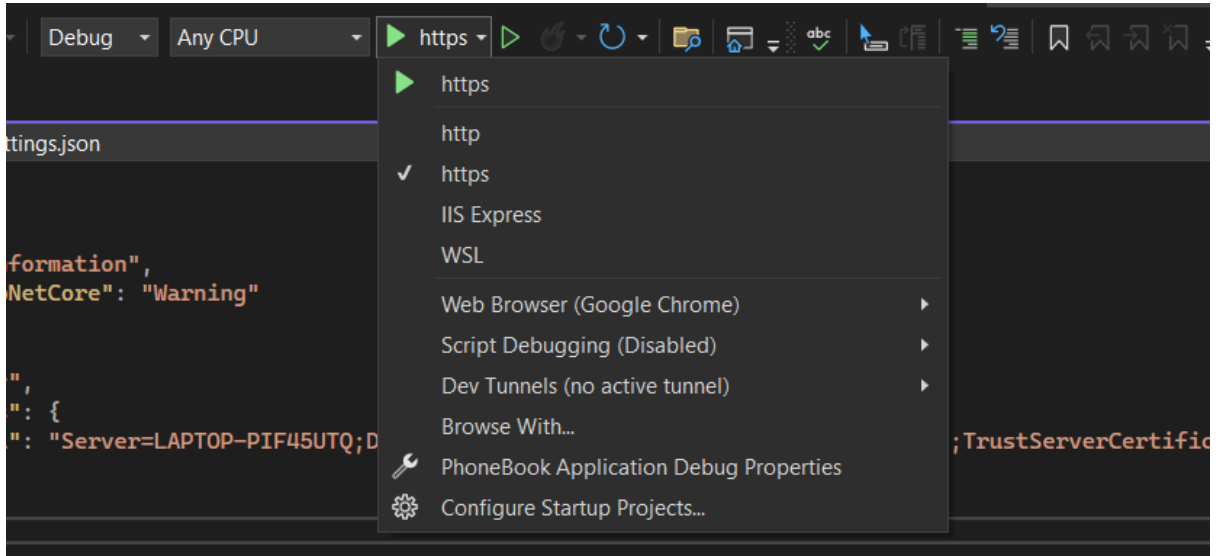 Debug Any CPU https
https
http
https
IIS Express
WSL
Web Browser (Google Chrome)
Script Debugging (Disabled)
Dev Tunnels (no active tunnel)
Browse With...
PhoneBook Application Debug Properties
Configure Startup Projects...
abc
ttings.json
formation",
NetCore": "Warning"
",
": {
": "Server=LAPTOP-PIF45UTQ;D ;TrustServerCertific